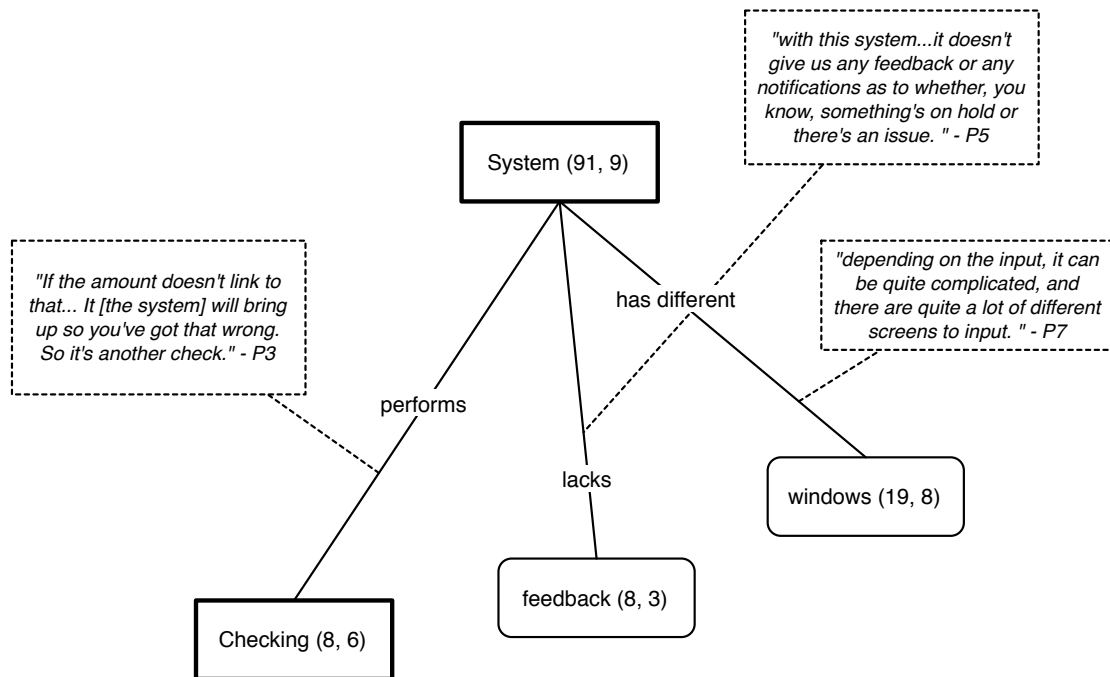 "with this system...it doesn't
give us any feedback or any
notifications as to whether, you
know, something's on hold or
there's an issue. " - P5
System (91, 9)
"If the amount doesn't link to
that... It [the system] will bring
up so you've got that wrong.
So it's another check." - P3
"depending on the input, it can
be quite complicated, and
there are quite a lot of different
screens to input. " - P7
has different
performs
lacks
windows (19, 8)
feedback (8, 3)
Checking (8, 6)